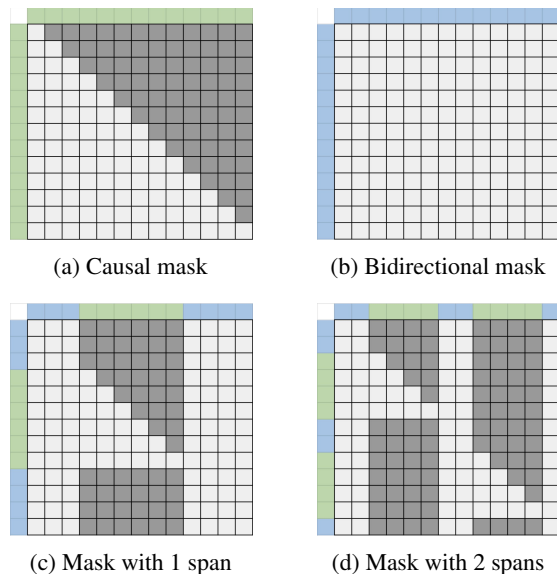 (a) Causal mask
(b) Bidirectional mask
(c) Mask with 1 span
(d) Mask with 2 spans